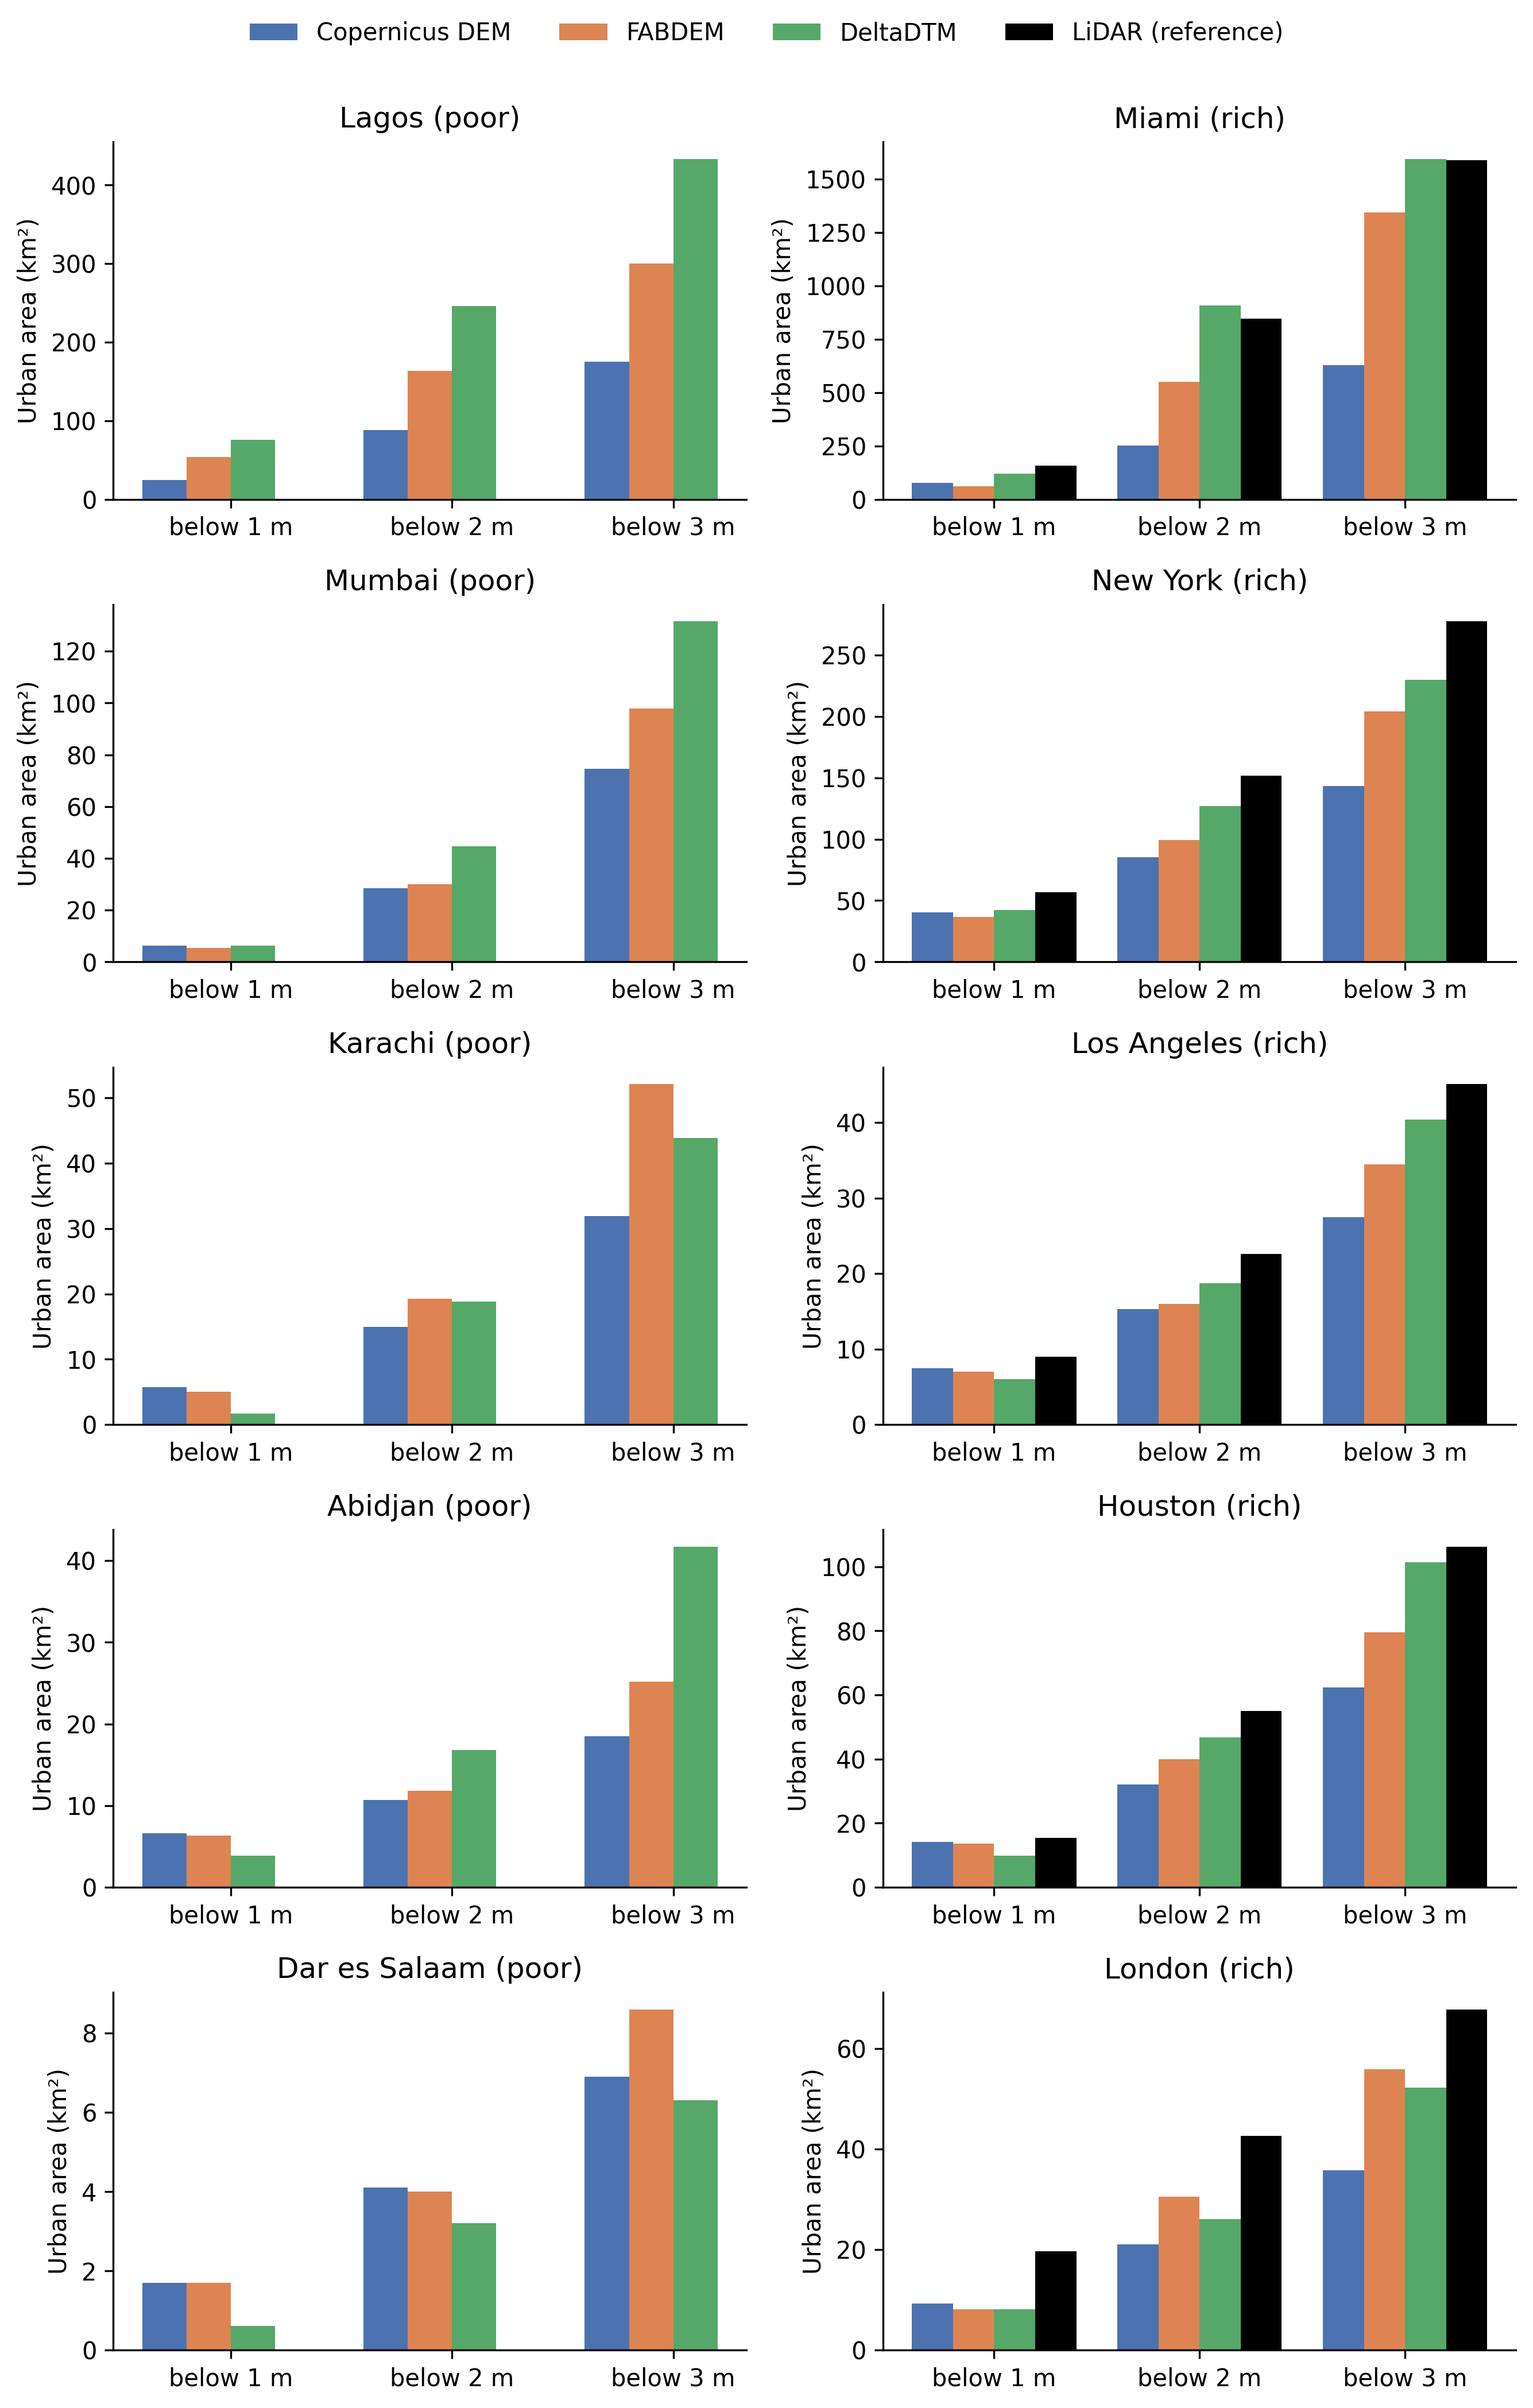 Copernicus DEM FABDEM DeltaDTM LiDAR (reference)
Lagos (poor)
Urban area (km²)
400
300
200
100
0
below 1 m below 2 m below 3 m
Miami (rich)
Urban area (km²)
1500
1250
1000
750
500
250
0
below 1 m below 2 m below 3 m
Mumbai (poor)
Urban area (km²)
120
100
80
60
40
20
0
below 1 m below 2 m below 3 m
New York (rich)
Urban area (km²)
250
200
150
100
50
0
below 1 m below 2 m below 3 m
Karachi (poor)
Urban area (km²)
50
40
30
20
10
0
below 1 m below 2 m below 3 m
Los Angeles (rich)
Urban area (km²)
40
30
20
10
0
below 1 m below 2 m below 3 m
Abidjan (poor)
Urban area (km²)
40
30
20
10
0
below 1 m below 2 m below 3 m
Houston (rich)
Urban area (km²)
100
80
60
40
20
0
below 1 m below 2 m below 3 m
Dar es Salaam (poor)
Urban area (km²)
8
6
4
2
0
below 1 m below 2 m below 3 m
London (rich)
Urban area (km²)
60
40
20
0
below 1 m below 2 m below 3 m